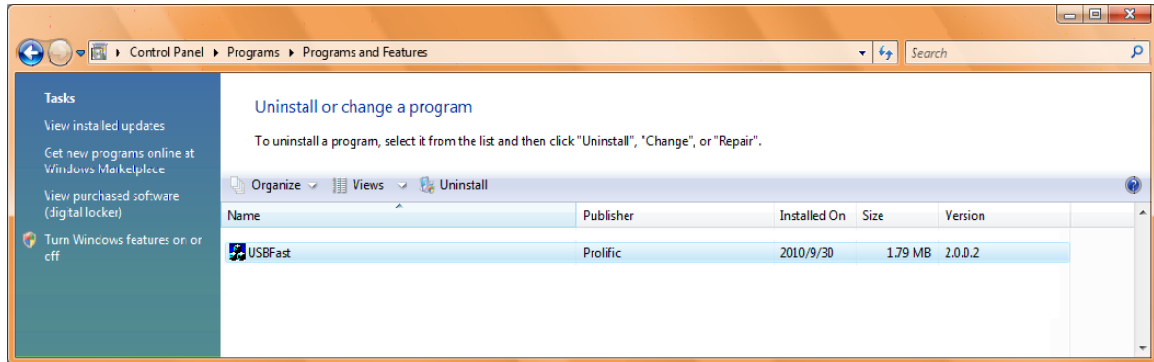 Control Panel Programs Programs and Features
Search
Tasks
View installed updates
Get new programs online at
Windows Marketplace
View purchased software
(digital locker)
Turn Windows features on or
off
Uninstall or change a program
To uninstall a program, select it from the list and then click "Uninstall", "Change", or "Repair".
Organize Views Uninstall
Name Publisher Installed On Size Version
USBFast Prolific 2010/9/30 1.79 MB 2.0.0.2